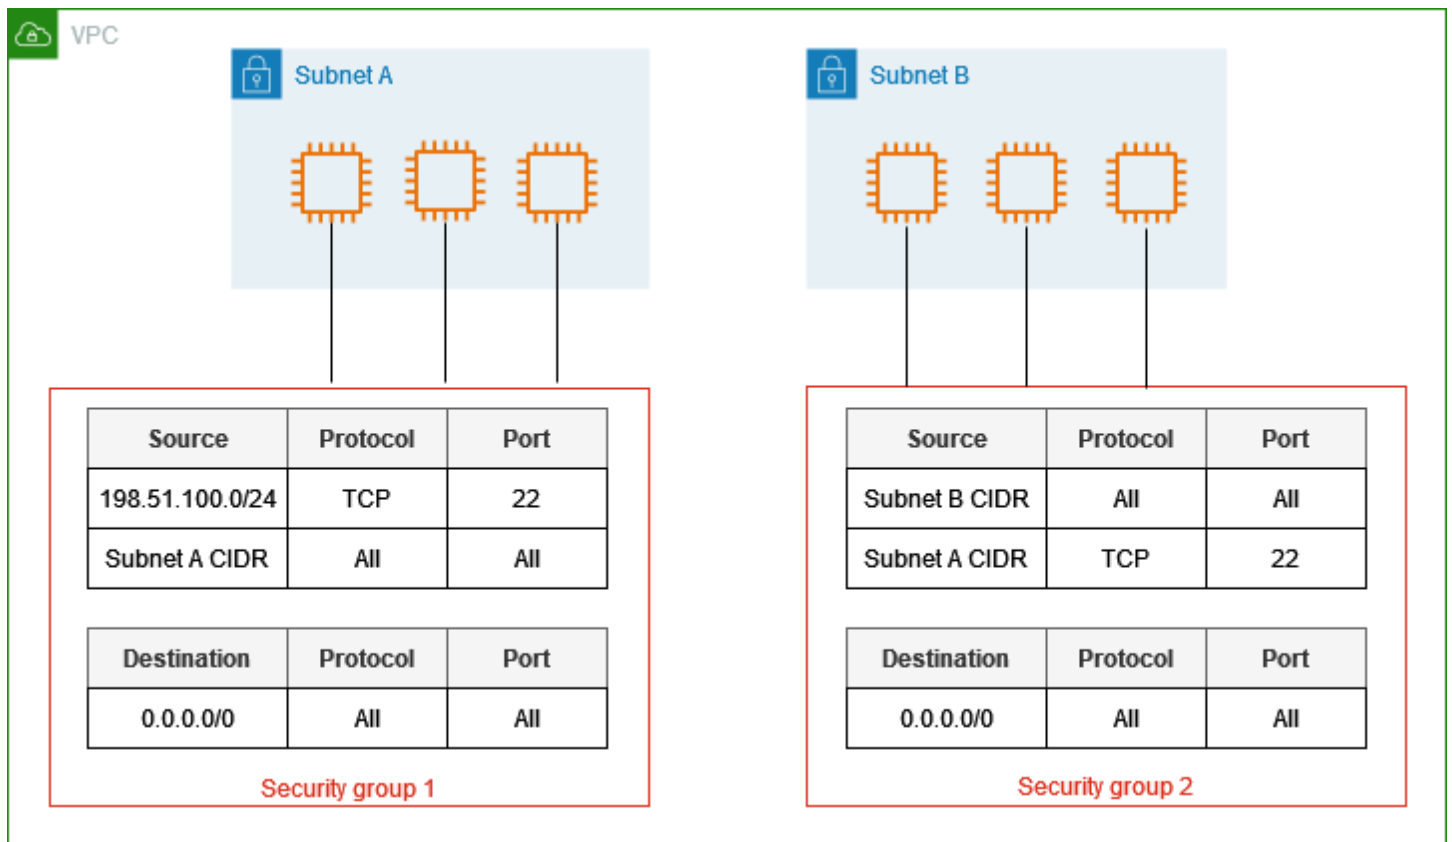 VPC
Subnet A
Subnet B
Source Protocol Port
198.51.100.0/24 TCP 22
Subnet A CIDR All All
Destination Protocol Port
0.0.0.0/0 All All
Security group 1
Source Protocol Port
Subnet B CIDR All All
Subnet A CIDR TCP 22
Destination Protocol Port
0.0.0.0/0 All All
Security group 2